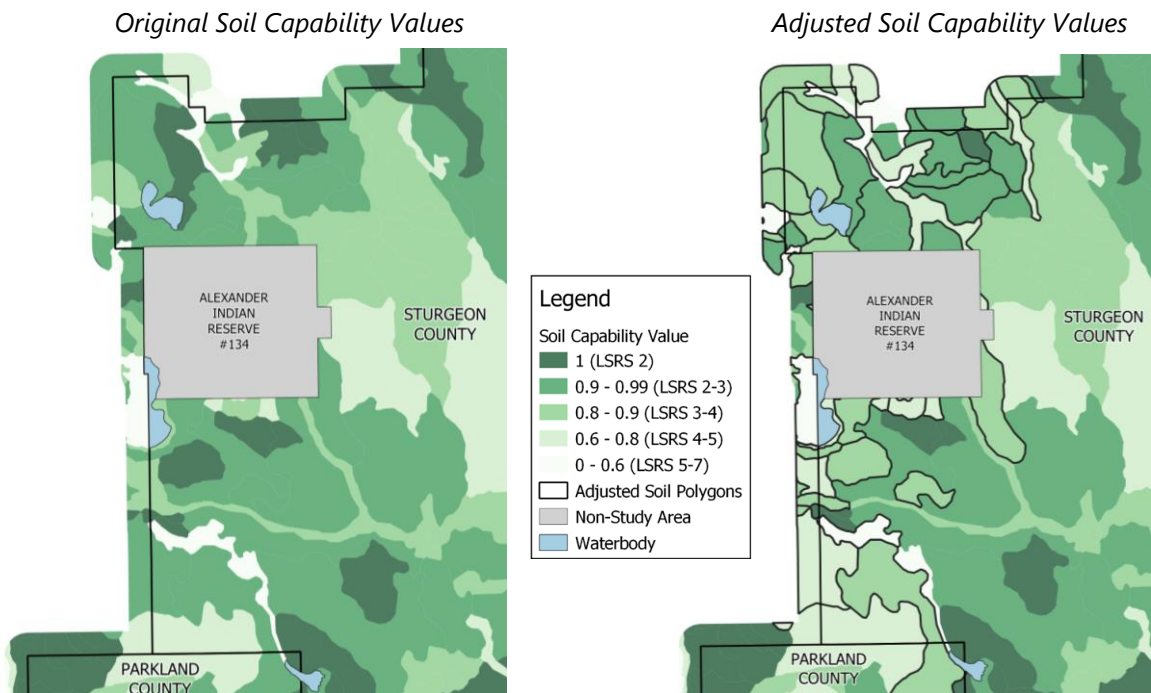 Original Soil Capability Values
Adjusted Soil Capability Values
ALEXANDER
INDIAN
RESERVE
#134
STURGEON
COUNTY
PARKLAND
COUNTY
Legend
Soil Capability Value
1 (LSRS 2)
0.9 - 0.99 (LSRS 2-3)
0.8 - 0.9 (LSRS 3-4)
0.6 - 0.8 (LSRS 4-5)
0 - 0.6 (LSRS 5-7)
Adjusted Soil Polygons
Non-Study Area
Waterbody
ALEXANDER
INDIAN
RESERVE
#134
STURGEON
COUNTY
PARKLAND
COUNTY